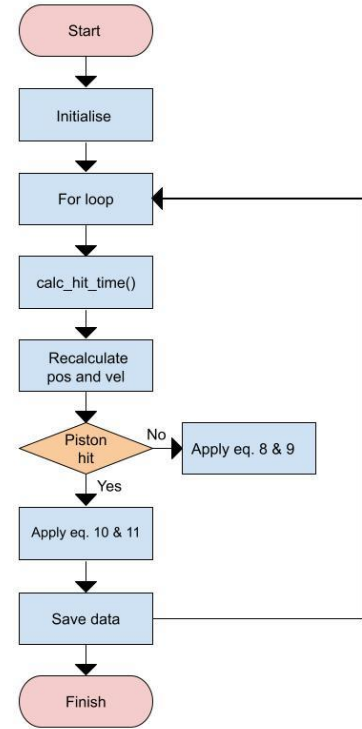 Start
Initialise
For loop
calc_hit_time()
Recalculate
pos and vel
Piston
hit
No
Apply eq. 8 & 9
Yes
Apply eq. 10 & 11
Save data
Finish